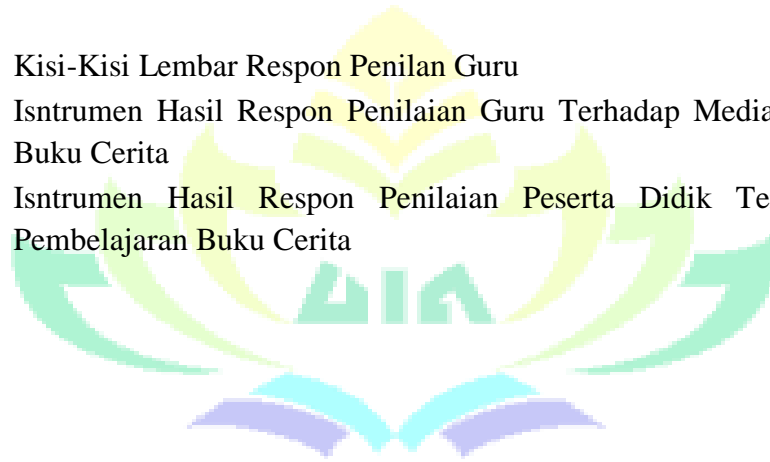 Kisi-Kisi Lembar Respon Penilan Guru
Isntrumen Hasil Respon Penilaian Guru Terhadap Media
Buku Cerita
Isntrumen Hasil Respon Penilaian Peserta Didik Te
Pembelajaran Buku Cerita
UIN